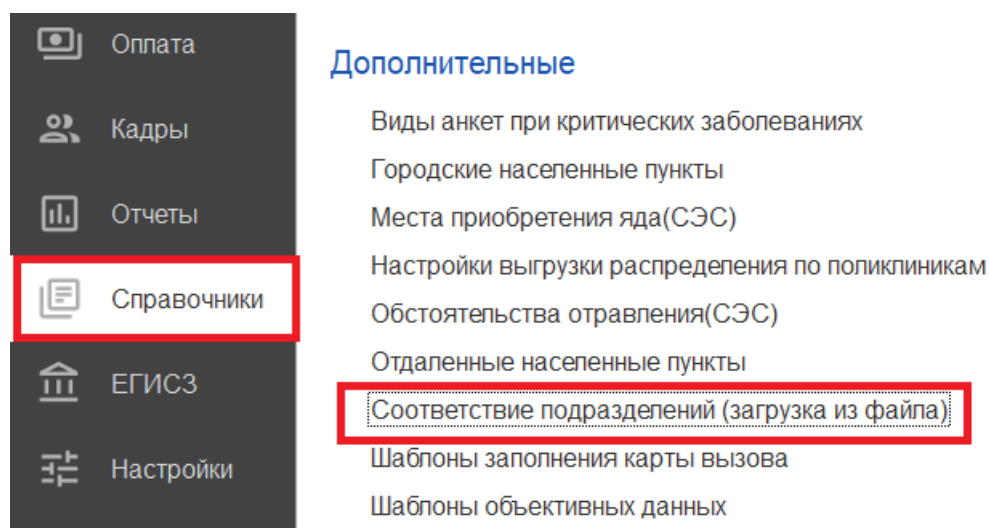 Оплата
Кадры
Отчеты
Справочники
ЕГИСЗ
Настройки
Дополнительные
Виды анкет при критических заболеваниях
Городские населенные пункты
Места приобретения яда(СЭС)
Настройки выгрузки распределения по поликлиникам
Обстоятельства отравления(СЭС)
Отдаленные населенные пункты
Соответствие подразделений (загрузка из файла)
Шаблоны заполнения карты вызова
Шаблоны объективных данных